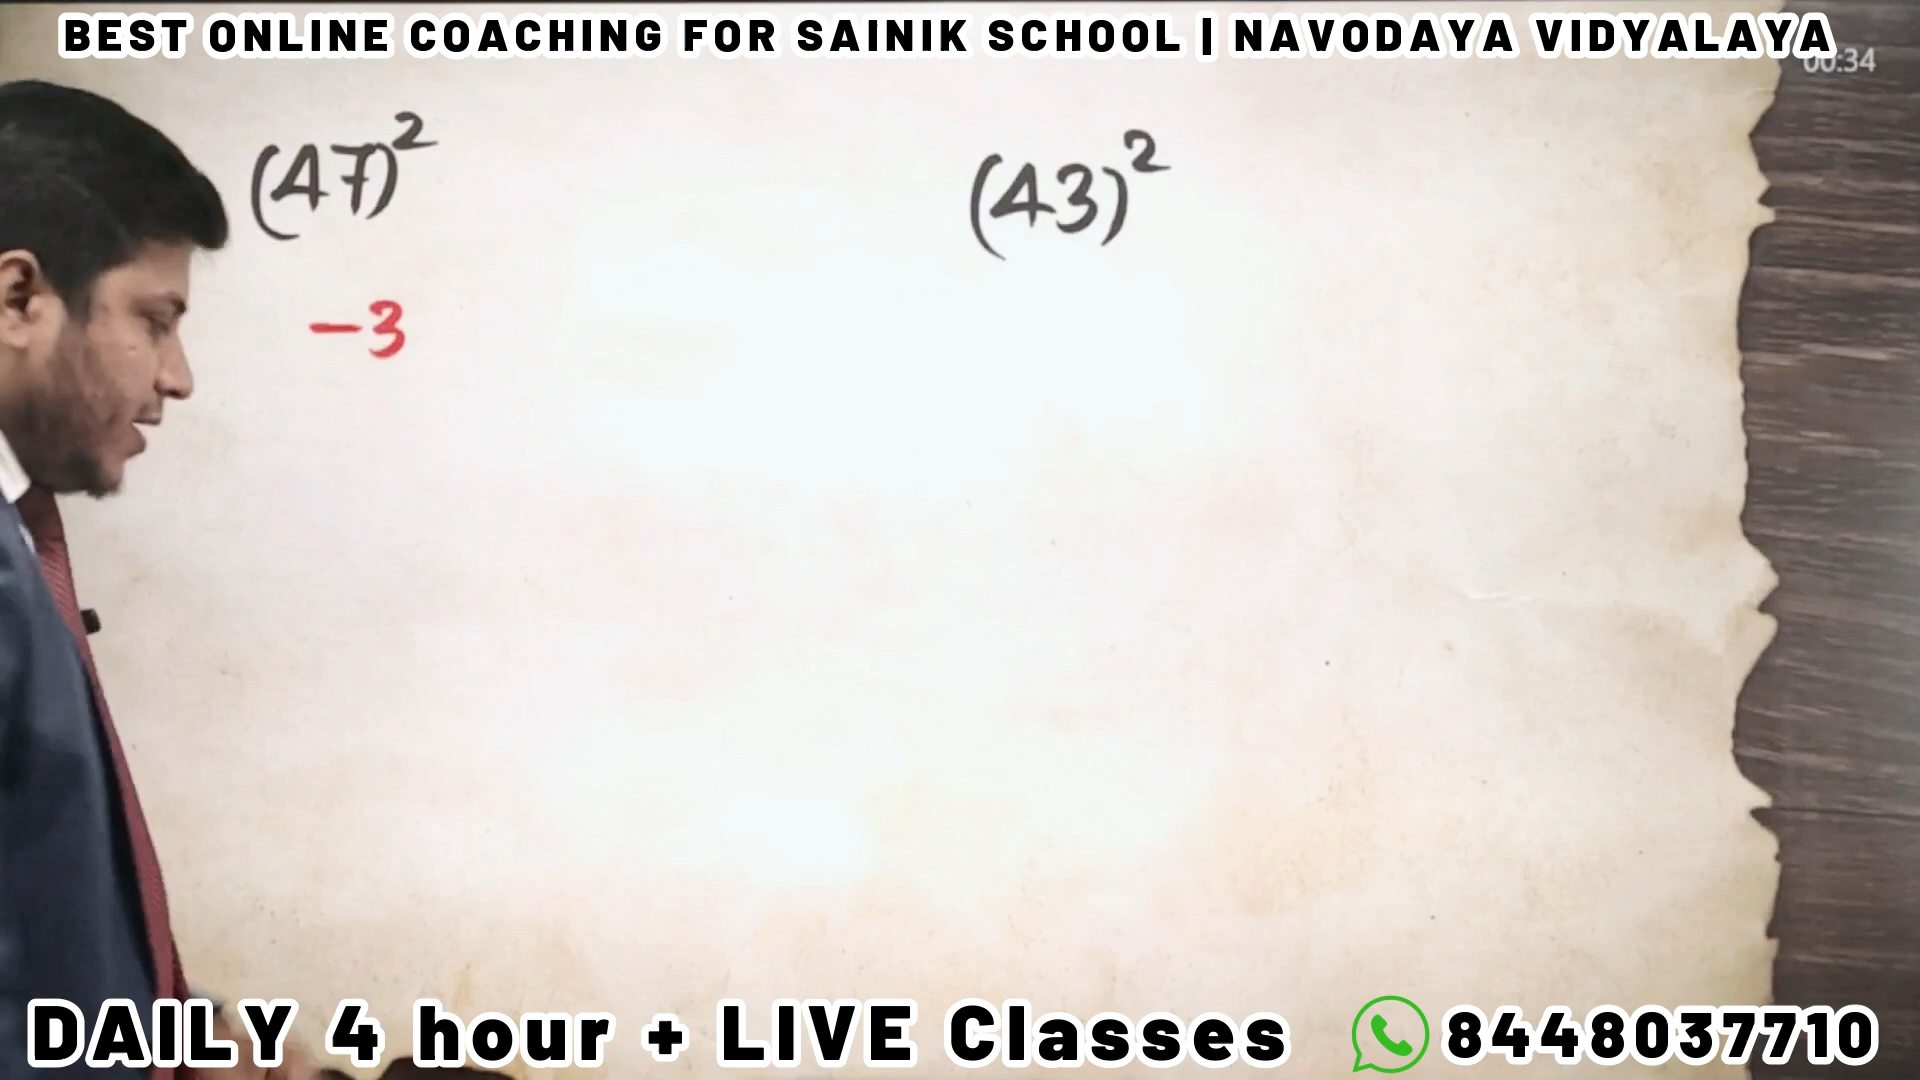 BEST ONLINE COACHING FOR SAINIK SCHOOL | NAVODAYA VIDYALAYA
00:34
(47)²
(43)²
-3
DAILY 4 hour + LIVE Classes 8448037710